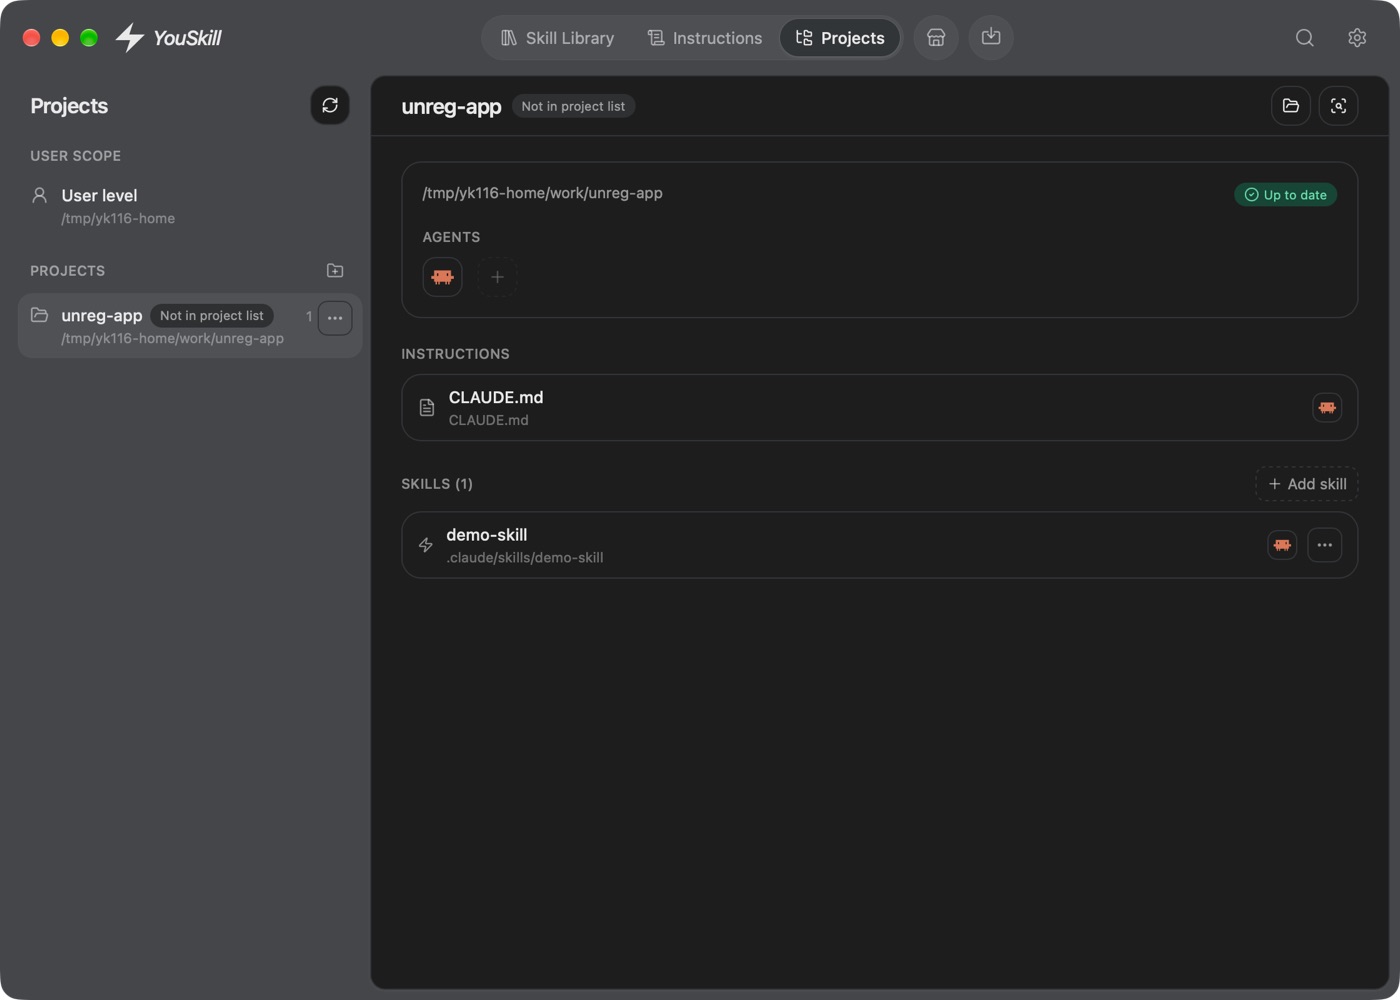 YouSkill
Skill Library
Instructions
Projects
Projects
USER SCOPE
User level
/tmp/yk116-home
PROJECTS
unreg-app Not in project list 1
/tmp/yk116-home/work/unreg-app
unreg-app Not in project list
/tmp/yk116-home/work/unreg-app
Up to date
AGENTS
INSTRUCTIONS
CLAUDE.md
CLAUDE.md
SKILLS (1)
+ Add skill
demo-skill
.claude/skills/demo-skill